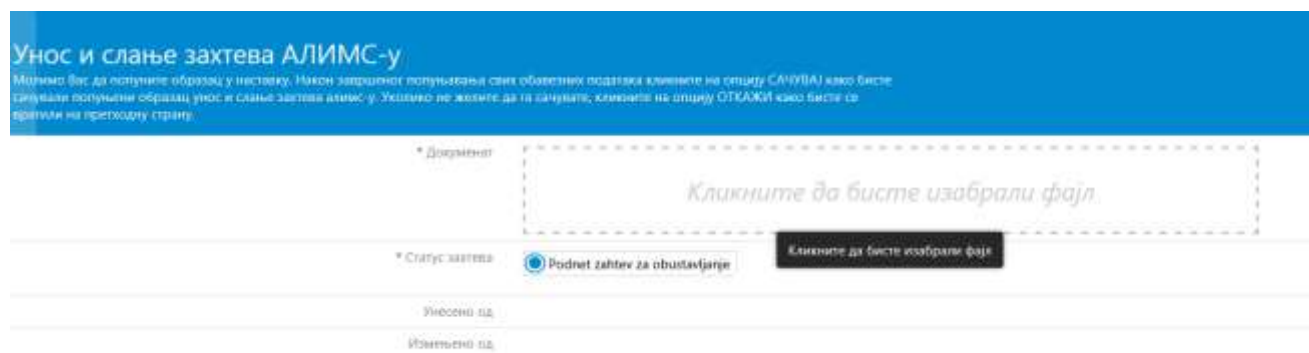 Унос и слање захтева АЛИМС-у
Молимо Вас да попуните образац у наставку. Након завршеног попуњавања свих обавезних података кликните на опцију САЧУВАЈ како бисте
сачували попуњени образац унос и слање захтева алимс-у. Уколико не желите да га сачувате, кликните на опцију ОТКАЖИ како бисте се
вратили на претходну страну.
* Документ
Кликните да бисте изабрали фајл
Кликните да бисте изабрали фајл
* Статус захтева
Podnet zahtev za obustavljanje
Унесено од
Измењено од